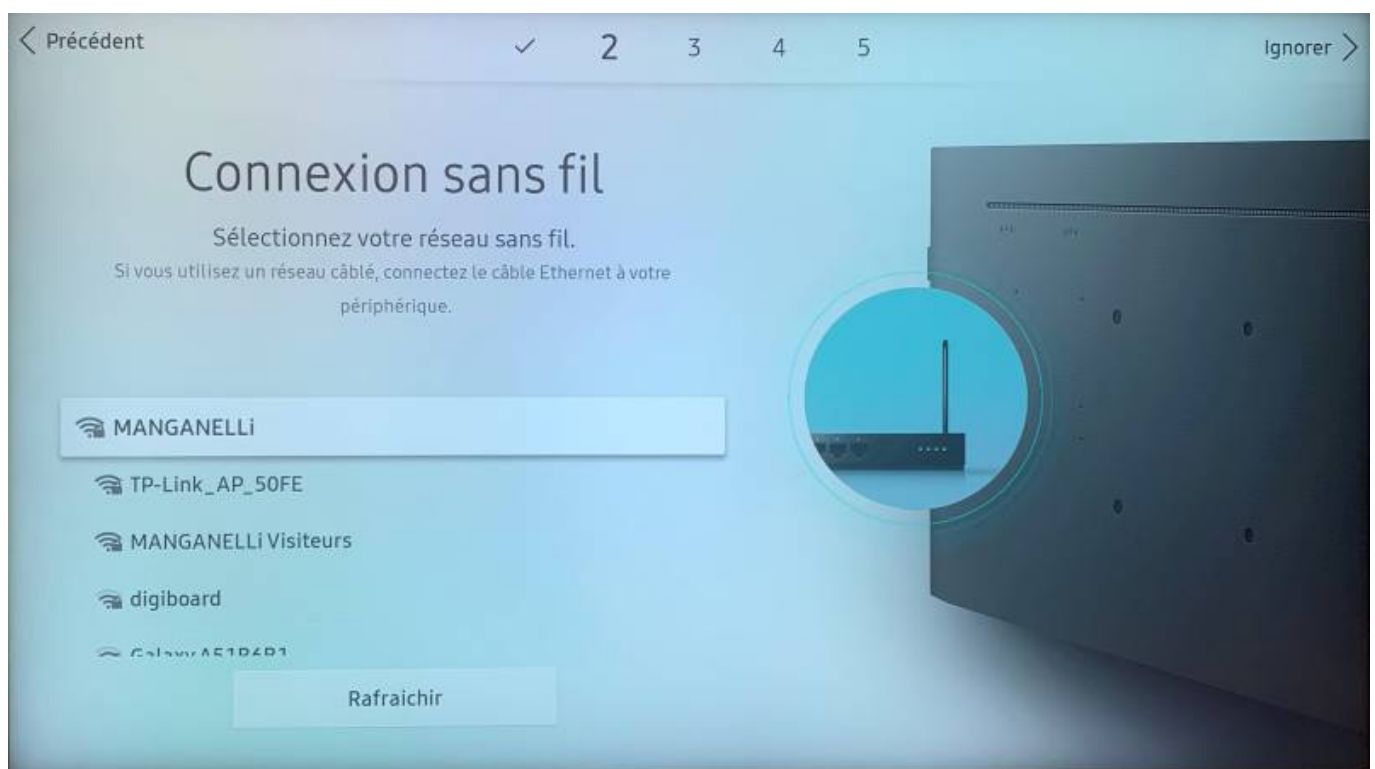 Précédent
2 3 4 5
Ignorer
Connexion sans fil
Sélectionnez votre réseau sans fil.
Si vous utilisez un réseau câblé, connectez le câble Ethernet à votre
périphérique.
MANGANELLi
TP-Link_AP_50FE
MANGANELLi Visiteurs
digiboard
Galaxy
Rafraichir